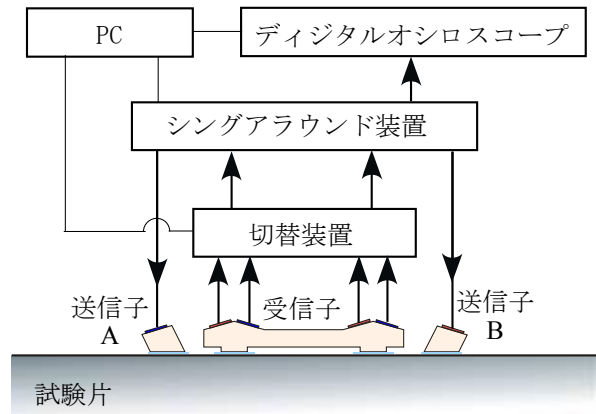 PC
ディジタルオシロスコープ
シングアラウンド装置
切替装置
送信子
A
受信子
送信子
B
試験片